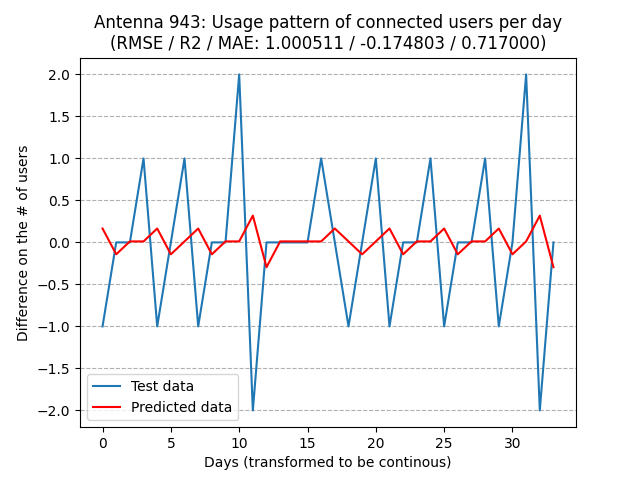 Antenna 943: Usage pattern of connected users per day
(RMSE / R2 / MAE: 1.000511 / -0.174803 / 0.717000)
2.0
1.5
1.0
0.5
0.0
−0.5
−1.0
−1.5
−2.0
Difference on the # of users
Test data
Predicted data
0 5 10 15 20 25 30
Days (transformed to be continous)